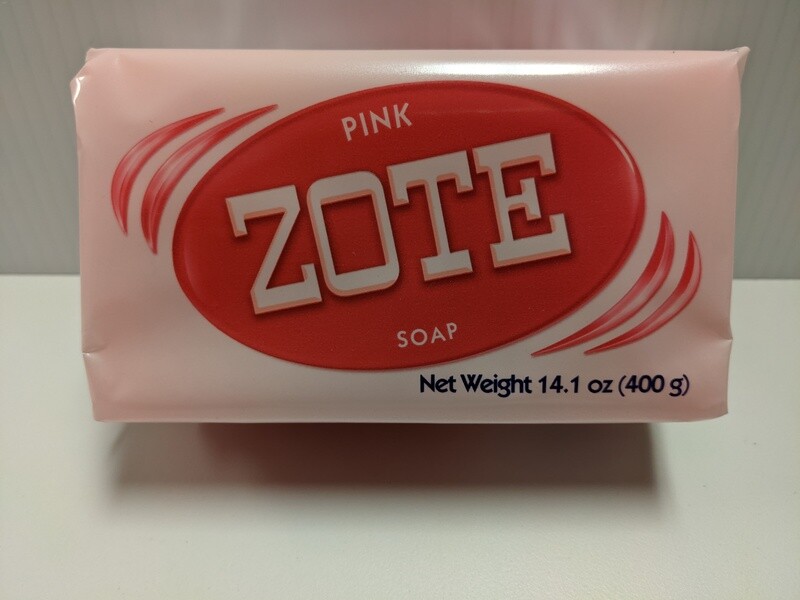 PINK
ZOTE
SOAP
Net Weight 14.1 oz (400 g)